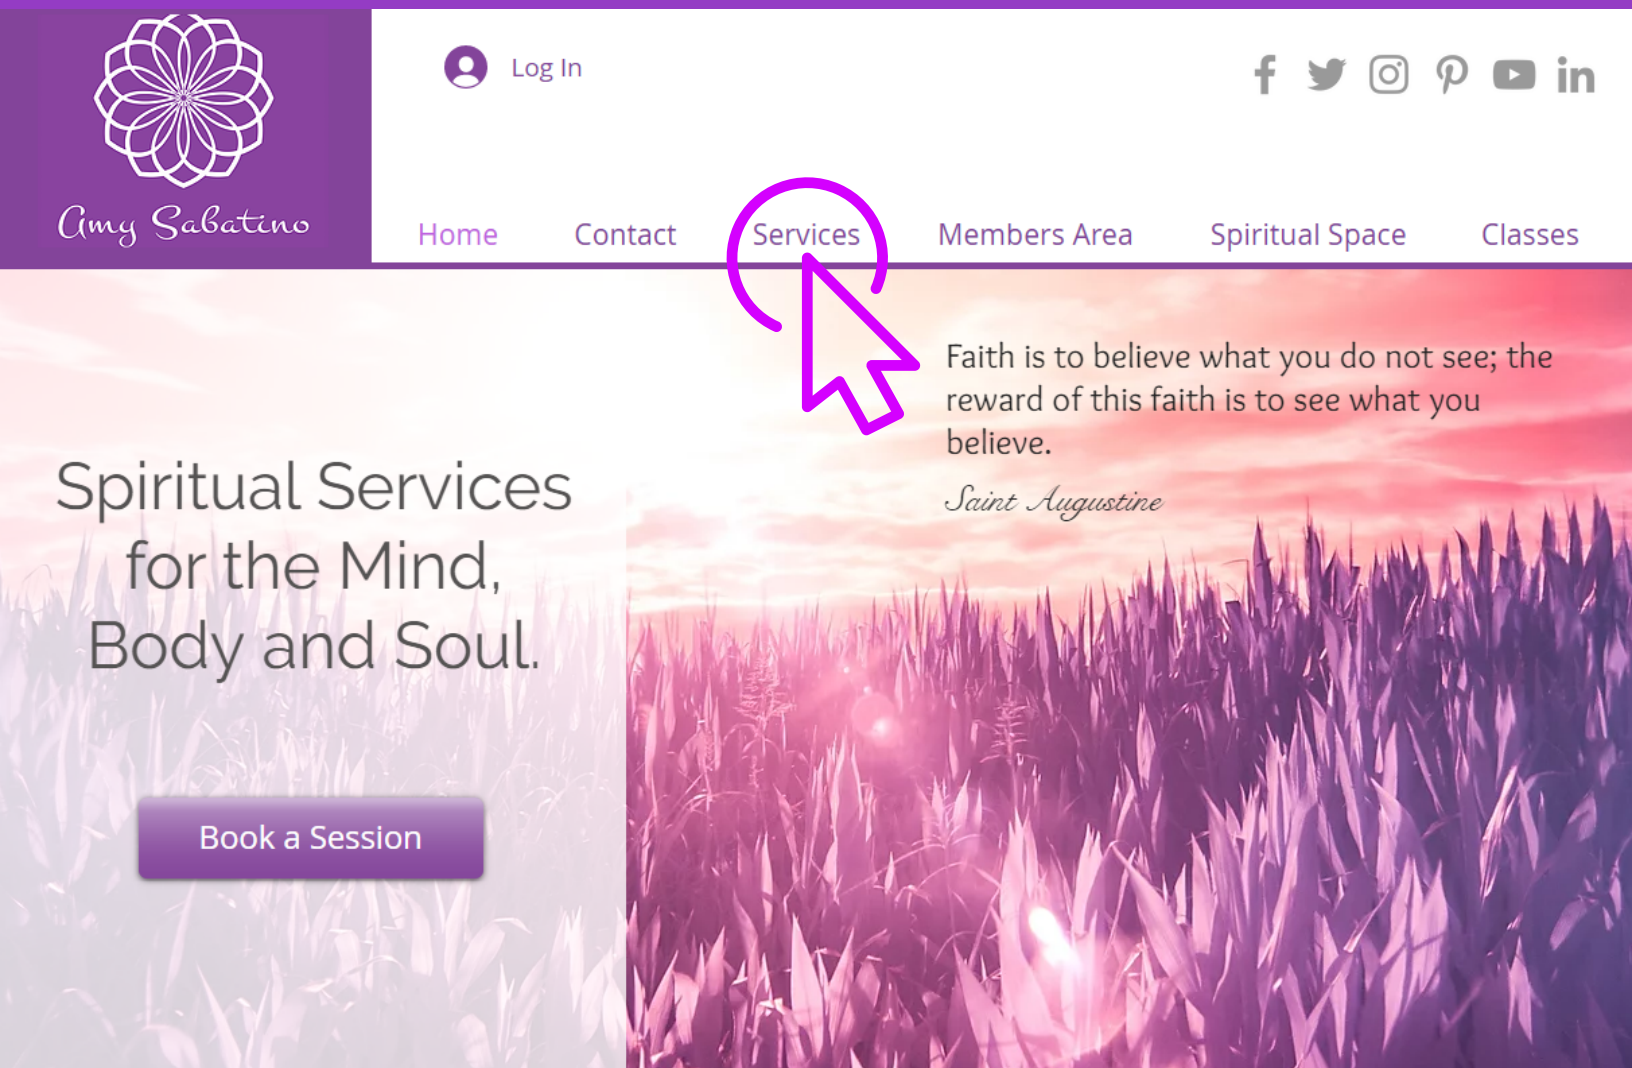 Amy Sabatino
Log In
Home
Contact
Services
Members Area
Spiritual Space
Classes
Faith is to believe what you do not see; the
reward of this faith is to see what you
believe.
Saint Augustine
Spiritual Services
for the Mind,
Body and Soul.
Book a Session